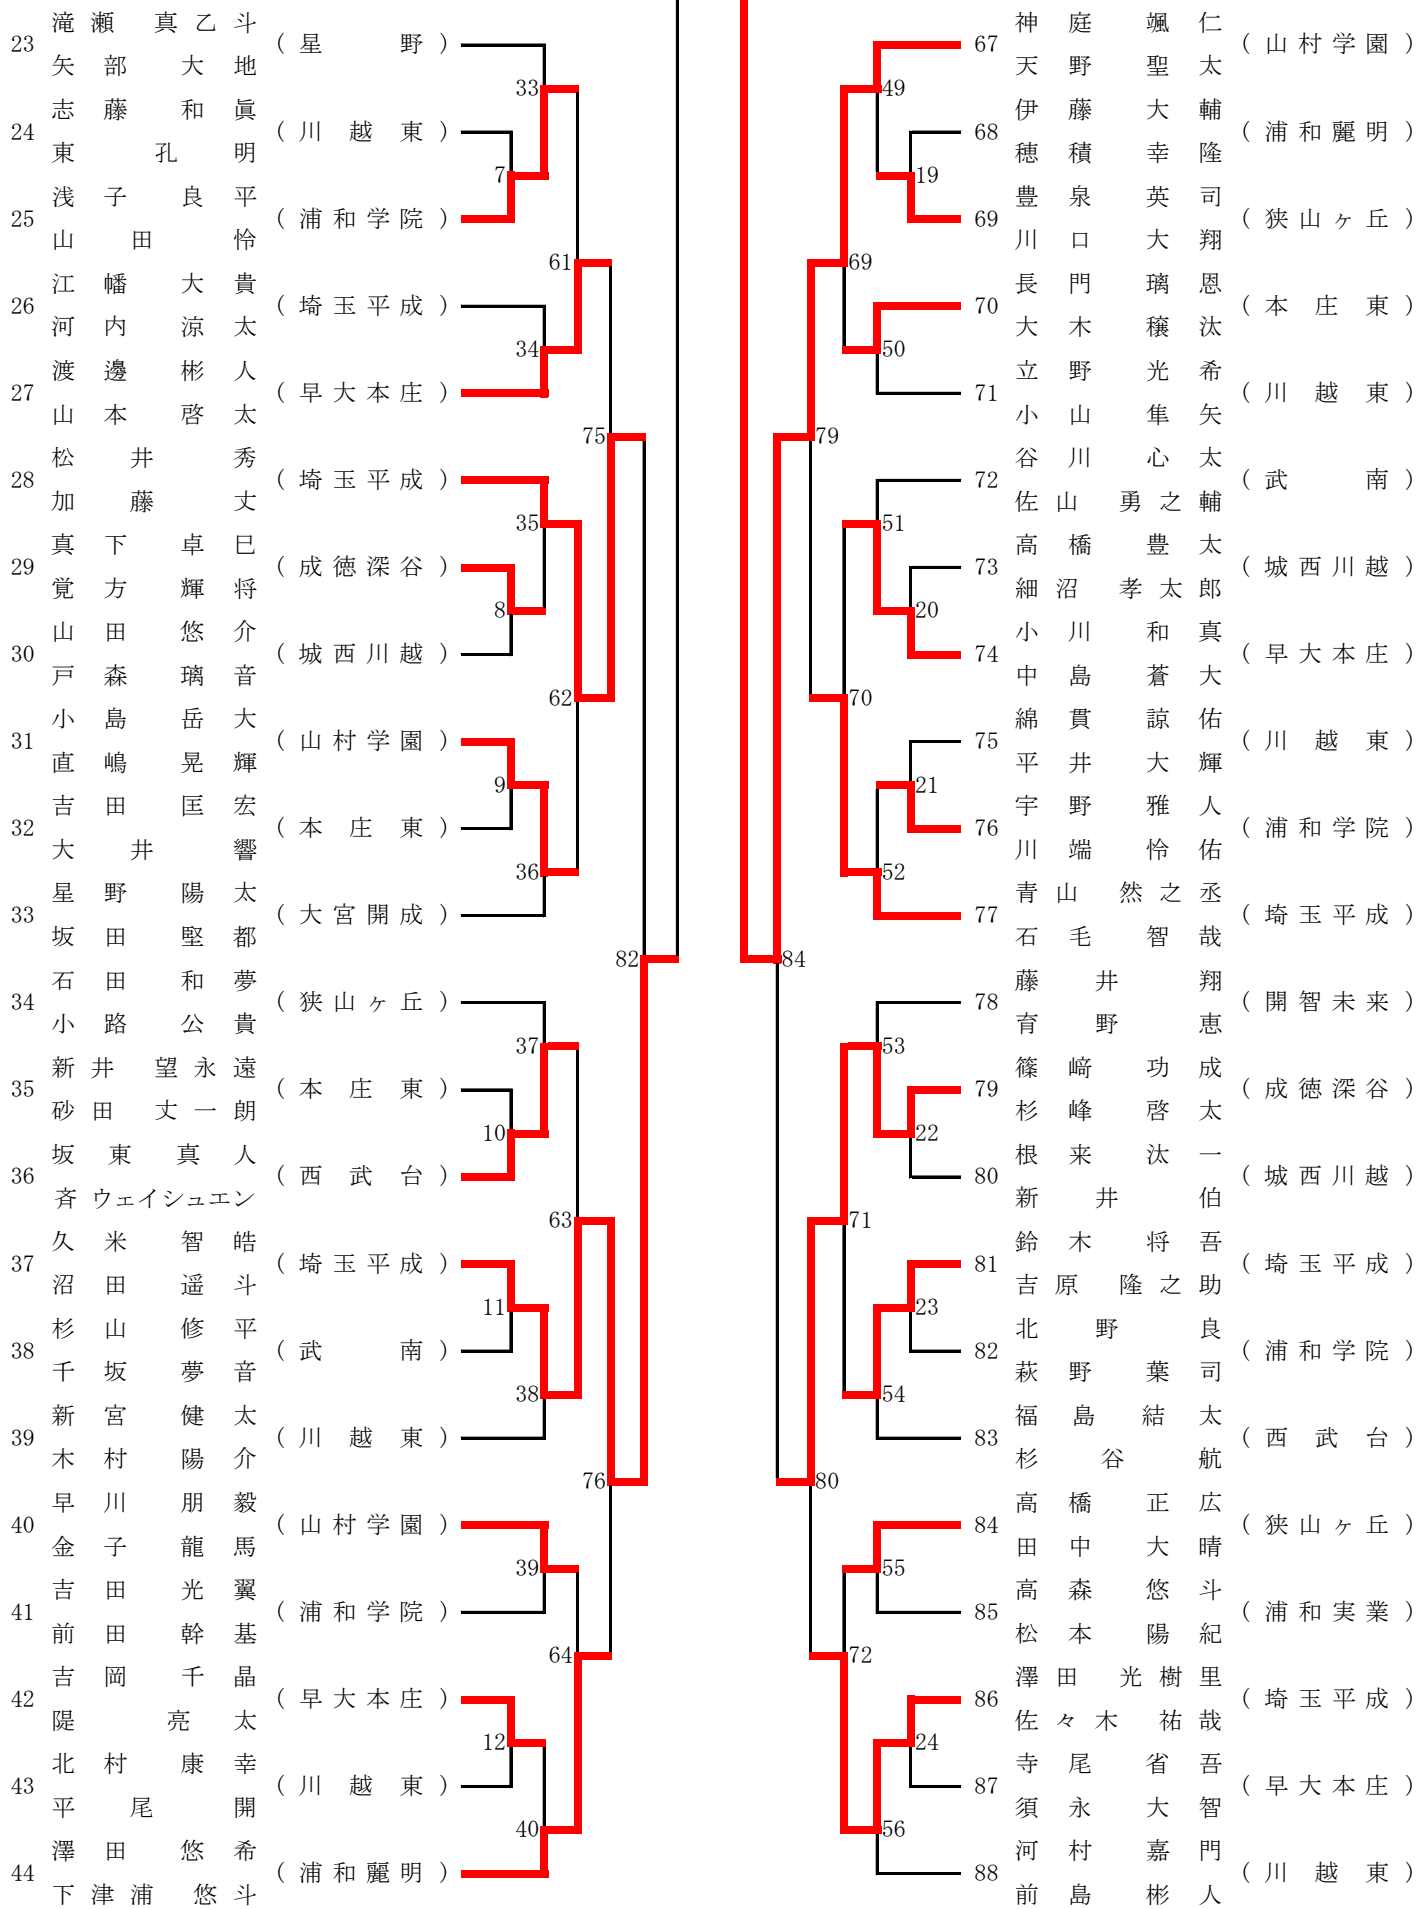 滝瀬 真乙斗
23 (星野)
矢部 大地
33
志藤 和眞
24 (川越東)
東 孔明
7
浅子 良平
25 (浦和学院)
山田 怜
61
江幡 大貴
26 (埼玉平成)
河内 涼太
34
渡邊 彬人
27 (早大本庄)
山本 啓太
75
松井 秀
28 (埼玉平成)
加藤 丈
35
真下 卓巳
29 (成徳深谷)
覚方 輝将
8
山田 悠介
30 (城西川越)
戸森 璃音
62
小島 岳大
31 (山村学園)
直嶋 晃輝
9
吉田 匡宏
32 (本庄東)
大井 響
36
星野 陽太
33 (大宮開成)
坂田 堅都
82
石田 和夢
34 (狭山ヶ丘)
小路 公貴
37
新井 望永遠
35 (本庄東)
砂田 丈一朗
10
坂東 真人
36 (西武台)
斉 ウェイシュエン
63
久米 智皓
37 (埼玉平成)
沼田 遥斗
11
杉山 修平
38 (武南)
千坂 夢音
38
新宮 健太
39 (川越東)
木村 陽介
76
早川 朋毅
40 (山村学園)
金子 龍馬
39
吉田 光翼
41 (浦和学院)
前田 幹基
64
吉岡 千晶
42 (早大本庄)
隄 亮太
12
北村 康幸
43 (川越東)
平尾 開
40
澤田 悠希
44 (浦和麗明)
下津浦 悠斗
神庭 颯仁
67 (山村学園)
天野 聖太
49
伊藤 大輔
68 (浦和麗明)
穂積 幸隆
19
豊泉 英司
69 (狭山ヶ丘)
川口 大翔
69
長門 璃恩
70 (本庄東)
大木 穣汰
50
立野 光希
71 (川越東)
小山 隼矢
79
谷川 心太
72 (武南)
佐山 勇之輔
51
高橋 豊太
73 (城西川越)
細沼 孝太郎
20
小川 和真
74 (早大本庄)
中島 蒼大
70
綿貫 諒佑
75 (川越東)
平井 大輝
21
宇野 雅人
76 (浦和学院)
川端 怜佑
52
青山 然之丞
77 (埼玉平成)
石毛 智哉
84
藤井 翔
78 (開智未来)
育野 恵
53
篠﨑 功成
79 (成徳深谷)
杉峰 啓太
22
根来 汰一
80 (城西川越)
新井 伯
71
鈴木 将吾
81 (埼玉平成)
吉原 隆之助
23
北野 良
82 (浦和学院)
萩野 葉司
54
福島 結太
83 (西武台)
杉谷 航
80
高橋 正広
84 (狭山ヶ丘)
田中 大晴
55
高森 悠斗
85 (浦和実業)
松本 陽紀
72
澤田 光樹里
86 (埼玉平成)
佐々木 祐哉
24
寺尾 省吾
87 (早大本庄)
須永 大智
56
河村 嘉門
88 (川越東)
前島 彬人